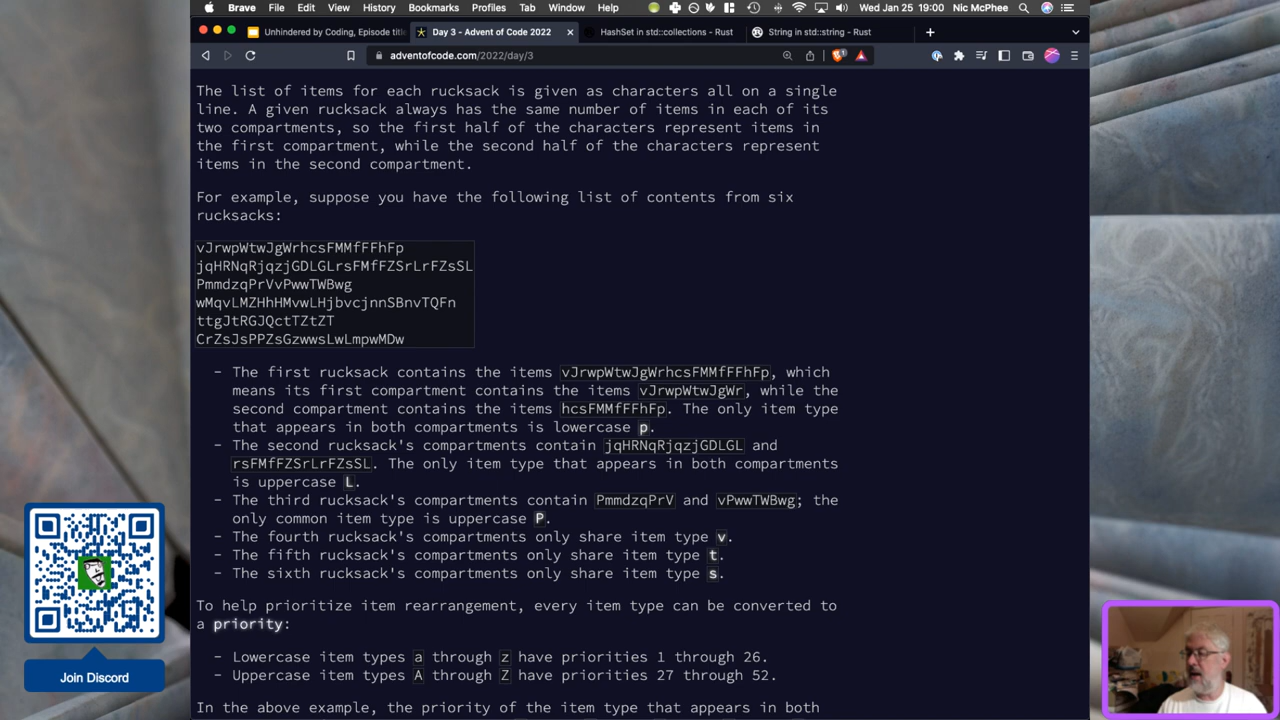 Brave File Edit View History Bookmarks Profiles Tab Window Help Wed Jan 25 19:00 Nic McPhee
Unhindered by Coding, Episode title Day 3 - Advent of Code 2022 HashSet in std::collections - Rust String in std::string - Rust
adventofcode.com/2022/day/3
The list of items for each rucksack is given as characters all on a single
line. A given rucksack always has the same number of items in each of its
two compartments, so the first half of the characters represent items in
the first compartment, while the second half of the characters represent
items in the second compartment.
For example, suppose you have the following list of contents from six
rucksacks:
vJrwpWtwJgWrhcsFMMfFFhFp
jqHRNqRjqzjGDLGLrsFMfFZSrLrFZsSL
PmmdzqPrVvPwwTWBwg
wMqvLMZHhHMvwLHjbvcjnnSBnvTQFn
ttgJtRGJQctTZtZT
CrZsJsPPZsGzwwsLwLmpwMDw
- The first rucksack contains the items vJrwpWtwJgWrhcsFMMfFFhFp, which
means its first compartment contains the items vJrwpWtwJgWr, while the
second compartment contains the items hcsFMMfFFhFp. The only item type
that appears in both compartments is lowercase p.
- The second rucksack's compartments contain jqHRNqRjqzjGDLGL and
rsFMfFZSrLrFZsSL. The only item type that appears in both compartments
is uppercase L.
- The third rucksack's compartments contain PmmdzqPrV and vPwwTWBwg; the
only common item type is uppercase P.
- The fourth rucksack's compartments only share item type v.
- The fifth rucksack's compartments only share item type t.
- The sixth rucksack's compartments only share item type s.
To help prioritize item rearrangement, every item type can be converted to
a priority:
- Lowercase item types a through z have priorities 1 through 26.
- Uppercase item types A through Z have priorities 27 through 52.
In the above example, the priority of the item type that appears in both
Join Discord